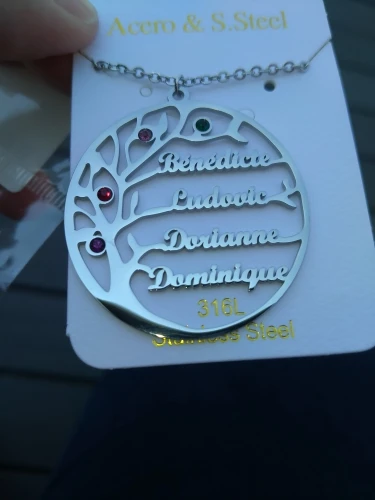 Acero & S.Steel
Bénédicte
Ludovic
Dorianne
Dominique
316L
Stainless Steel